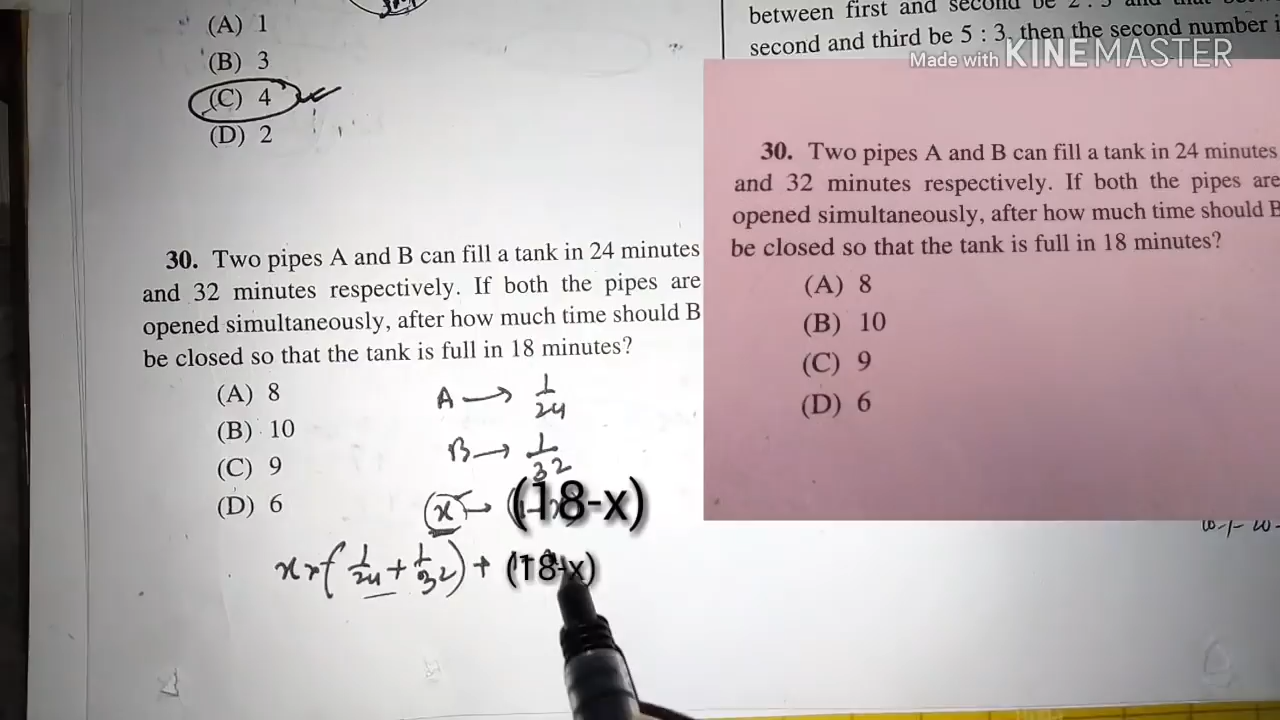 (A) 1
(B) 3
(C) 4
(D) 2
30. Two pipes A and B can fill a tank in 24 minutes
and 32 minutes respectively. If both the pipes are
opened simultaneously, after how much time should B
be closed so that the tank is full in 18 minutes?
(A) 8
(B) 10
(C) 9
(D) 6
A → 1/24
B → 1/32
x → (18-x)
x × (1/24 + 1/32) + (18-x)
between first and second be 2 : 3 and that
second and third be 5 : 3, then the second number i
Made with KINEMASTER
30. Two pipes A and B can fill a tank in 24 minutes
and 32 minutes respectively. If both the pipes are
opened simultaneously, after how much time should B
be closed so that the tank is full in 18 minutes?
(A) 8
(B) 10
(C) 9
(D) 6